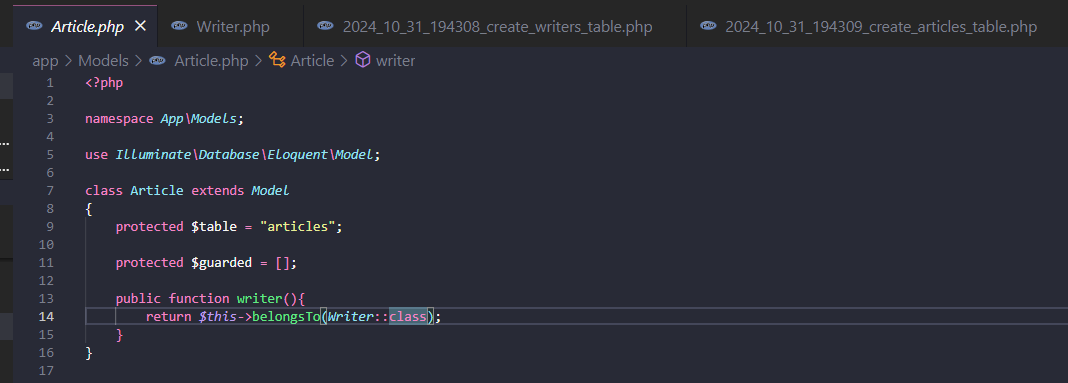 Article.php Writer.php 2024_10_31_194308_create_writers_table.php 2024_10_31_194309_create_articles_table.php
app > Models > Article.php > Article > writer
1 <?php
2
3 namespace App\Models;
4
5 use Illuminate\Database\Eloquent\Model;
6
7 class Article extends Model
8 {
9 protected $table = "articles";
10
11 protected $guarded = [];
12
13 public function writer(){
14 return $this->belongsTo(Writer::class);
15 }
16 }
17